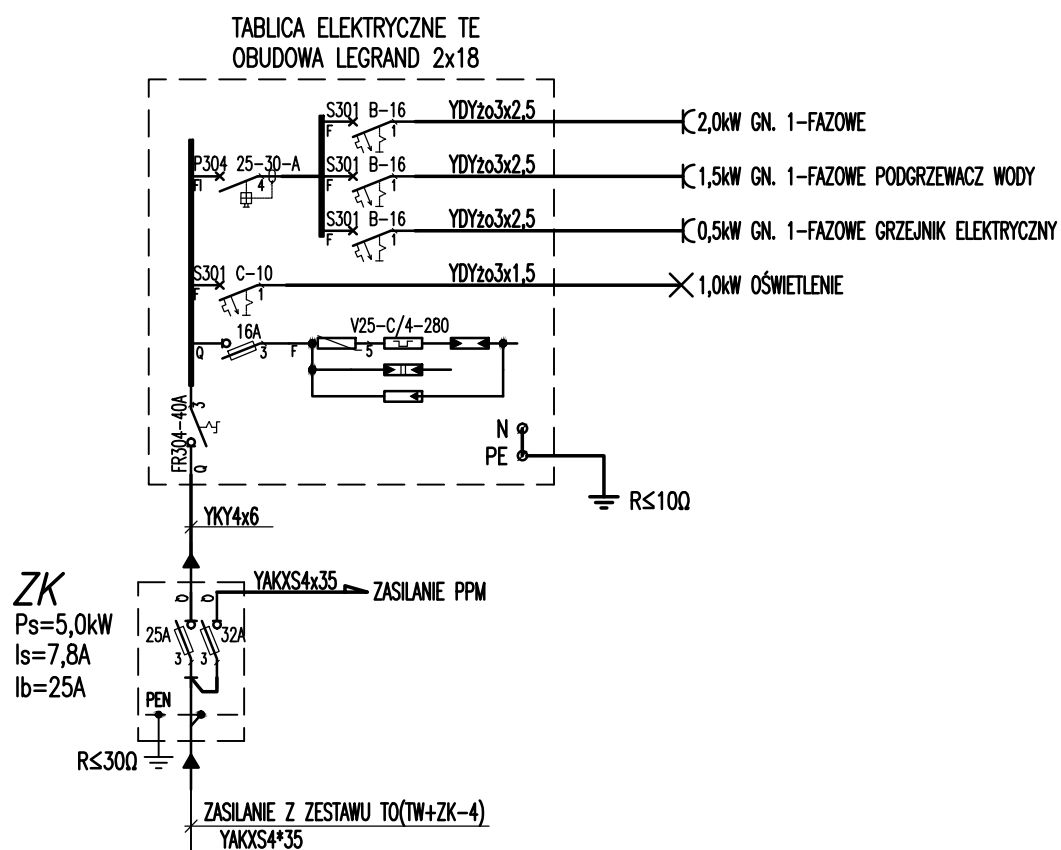 TABLICA ELEKTRYCZNE TE
OBUDOWA LEGRAND 2x18
S301 B-16
F
1
YDYżo3x2,5
2,0kW GN. 1-FAZOWE
P304 25-30-A
FI
4
S301 B-16
F
1
YDYżo3x2,5
1,5kW GN. 1-FAZOWE PODGRZEWACZ WODY
S301 B-16
F
1
YDYżo3x2,5
0,5kW GN. 1-FAZOWE GRZEJNIK ELEKTRYCZNY
S301 C-10
F
1
YDYżo3x1,5
1,0kW OŚWIETLENIE
16A
Q
3
F
V25-C/4-280
5
FR304-40A
3
Q
N
PE
R≤10Ω
YKY4x6
ZK
Ps=5,0kW
Is=7,8A
Ib=25A
YAKXS4x35
ZASILANIE PPM
Q
Q
25A
3
3
32A
PEN
R≤30Ω
ZASILANIE Z ZESTAWU TO(TW+ZK-4)
YAKXS4*35